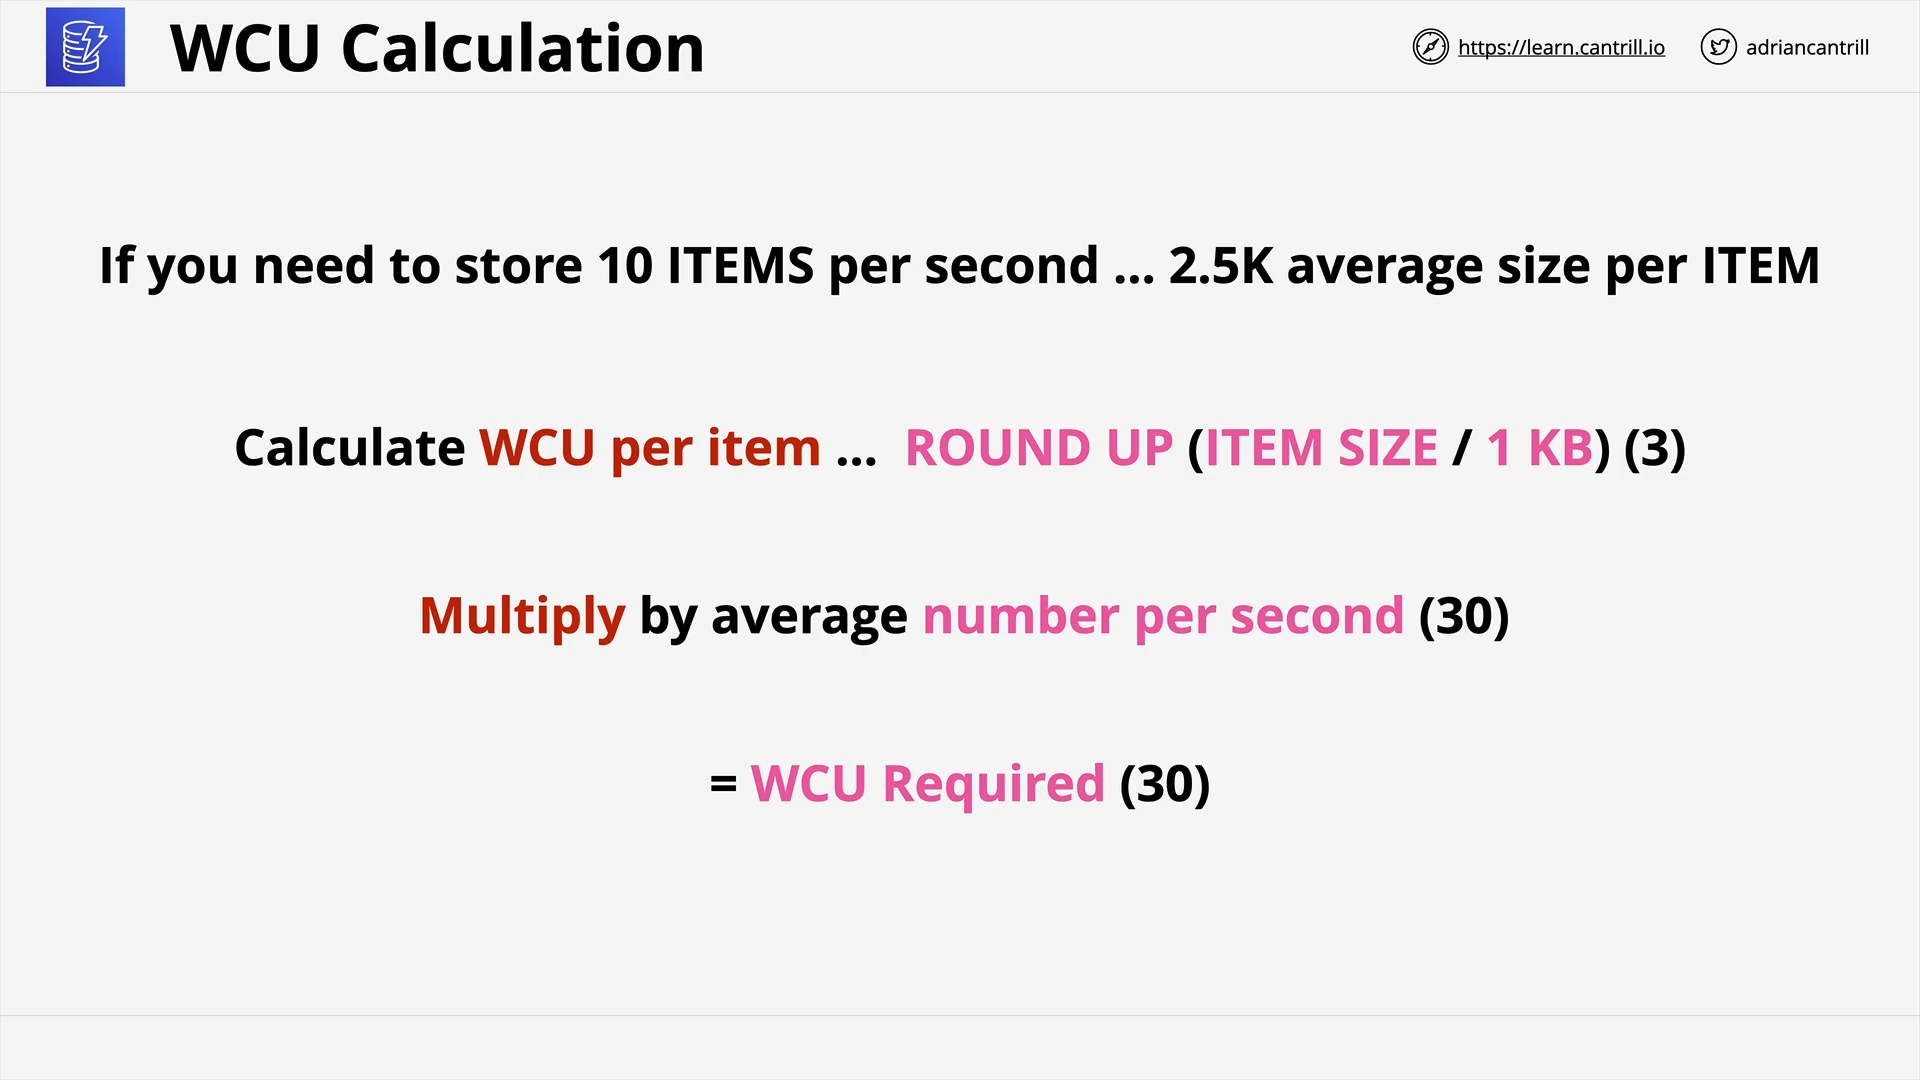 WCU Calculation
https://learn.cantrill.io
adriancantrill
If you need to store 10 ITEMS per second ... 2.5K average size per ITEM
Calculate WCU per item ... ROUND UP (ITEM SIZE / 1 KB) (3)
Multiply by average number per second (30)
= WCU Required (30)